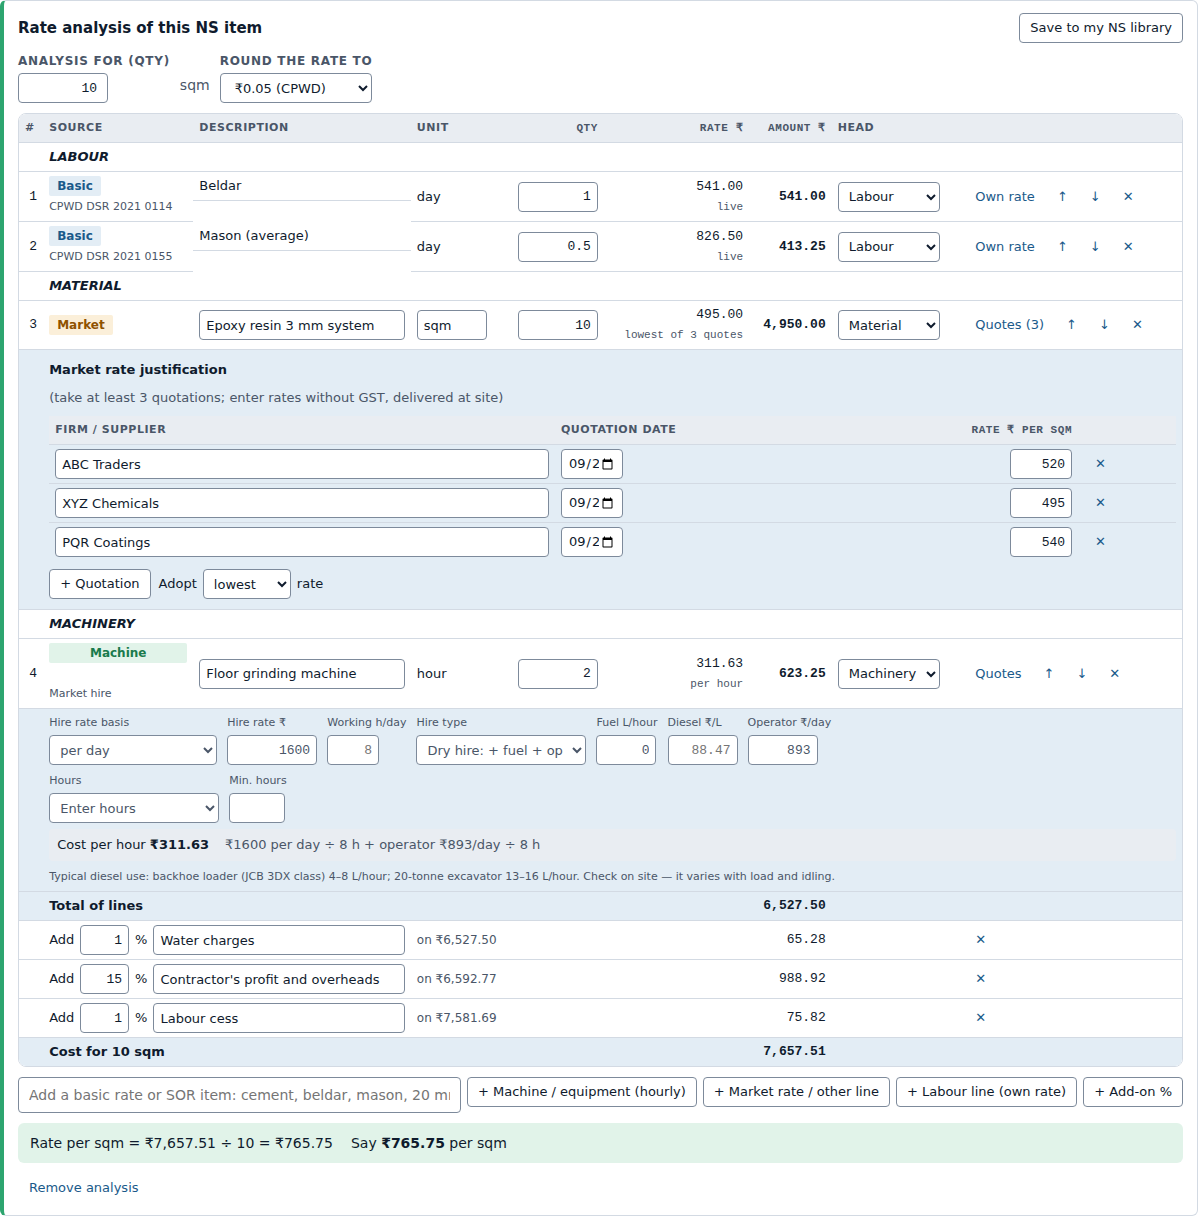 Rate analysis of this NS item
Save to my NS library
ANALYSIS FOR (QTY) ROUND THE RATE TO
10 sqm ₹0.05 (CPWD)
# SOURCE DESCRIPTION UNIT QTY RATE ₹ AMOUNT ₹ HEAD
LABOUR
1 Basic CPWD DSR 2021 0114 Beldar day 1 541.00 live 541.00 Labour Own rate ↑ ↓ ✕
2 Basic CPWD DSR 2021 0155 Mason (average) day 0.5 826.50 live 413.25 Labour Own rate ↑ ↓ ✕
MATERIAL
3 Market Epoxy resin 3 mm system sqm 10 495.00 lowest of 3 quotes 4,950.00 Material Quotes (3) ↑ ↓ ✕
Market rate justification
(take at least 3 quotations; enter rates without GST, delivered at site)
FIRM / SUPPLIER QUOTATION DATE RATE ₹ PER SQM
ABC Traders 09/2 520 ✕
XYZ Chemicals 09/2 495 ✕
PQR Coatings 09/2 540 ✕
+ Quotation Adopt lowest rate
MACHINERY
4 Machine Market hire Floor grinding machine hour 2 311.63 per hour 623.25 Machinery Quotes ↑ ↓ ✕
Hire rate basis Hire rate ₹ Working h/day Hire type Fuel L/hour Diesel ₹/L Operator ₹/day
per day 1600 8 Dry hire: + fuel + op 0 88.47 893
Hours Min. hours
Enter hours
Cost per hour ₹311.63 ₹1600 per day ÷ 8 h + operator ₹893/day ÷ 8 h
Typical diesel use: backhoe loader (JCB 3DX class) 4–8 L/hour; 20-tonne excavator 13–16 L/hour. Check on site — it varies with load and idling.
Total of lines 6,527.50
Add 1 % Water charges on ₹6,527.50 65.28 ✕
Add 15 % Contractor's profit and overheads on ₹6,592.77 988.92 ✕
Add 1 % Labour cess on ₹7,581.69 75.82 ✕
Cost for 10 sqm 7,657.51
Add a basic rate or SOR item: cement, beldar, mason, 20 m + Machine / equipment (hourly) + Market rate / other line + Labour line (own rate) + Add-on %
Rate per sqm = ₹7,657.51 ÷ 10 = ₹765.75 Say ₹765.75 per sqm
Remove analysis